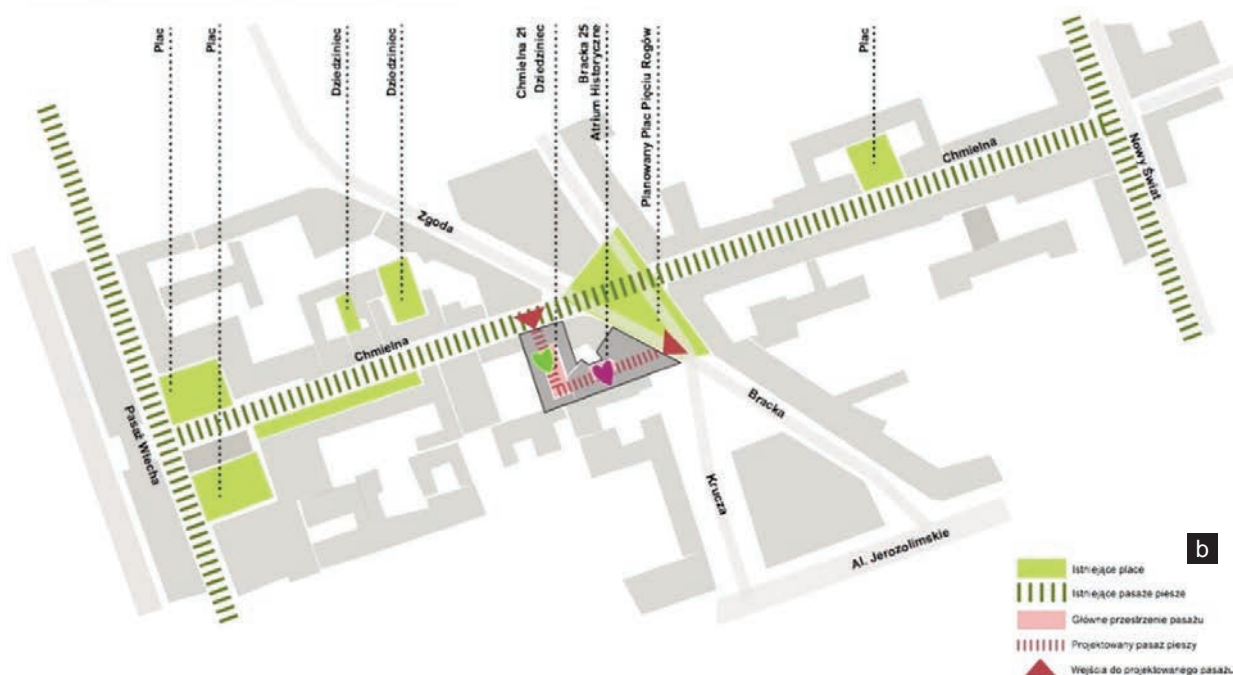 Plac
Plac
Dziedziniec
Dziedziniec
Chmielna 21
Dziedziniec
Bracka 25
Atrium Historyczne
Planowany Plac Pięciu Rogów
Plac
Chmielna
Nowy Świat
Zgoda
Chmielna
Pasaż Wiecha
Bracka
Krucza
Al. Jerozolimskie
b
Istniejące place
Istniejące pasaże piesze
Główne przestrzenie pasażu
Projektowany pasaż pieszy
Wejścia do projektowanego pasażu